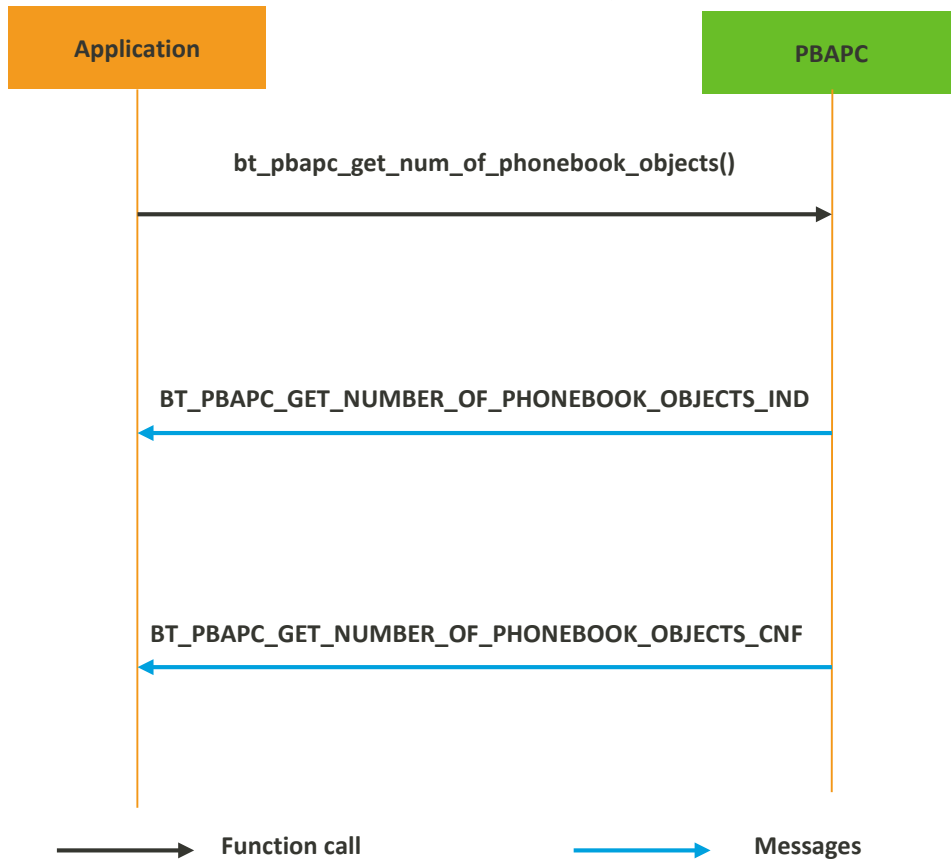 Application
PBAPC
bt_pbapc_get_num_of_phonebook_objects()
BT_PBAPC_GET_NUMBER_OF_PHONEBOOK_OBJECTS_IND
BT_PBAPC_GET_NUMBER_OF_PHONEBOOK_OBJECTS_CNF
Function call
Messages